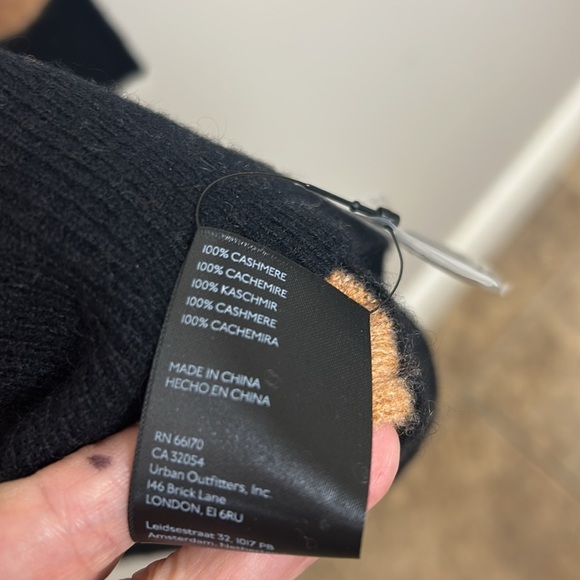 100% CASHMERE
100% CACHEMIRE
100% KASCHMIR
100% CASHMERE
100% CACHEMIRA
MADE IN CHINA
HECHO EN CHINA
RN 66170
CA 32054
Urban Outfitters, Inc.
146 Brick Lane
LONDON, E1 6RU
Leidsestraat 32, 1017 PB